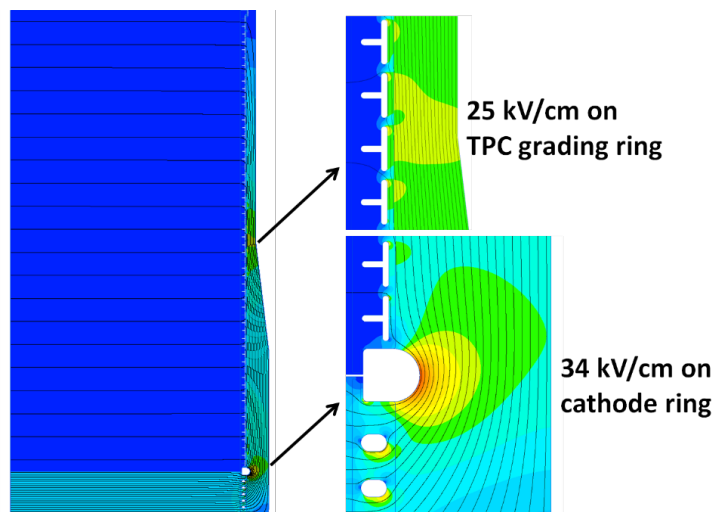 25 kV/cm on
TPC grading ring
34 kV/cm on
cathode ring